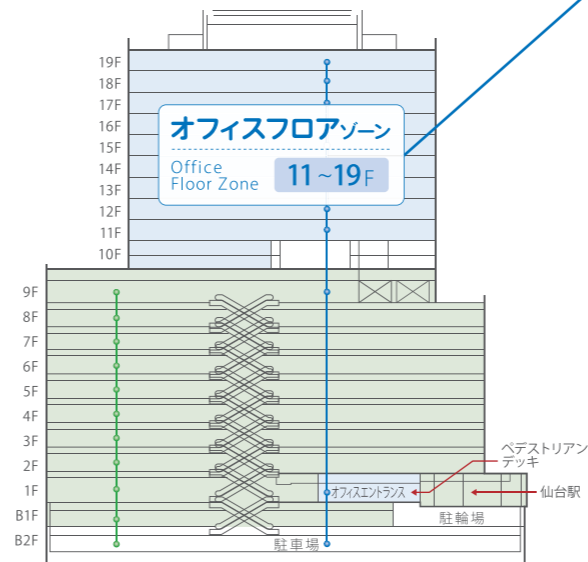 19F
18F
17F
16F
15F
14F
13F
12F
11F
10F
オフィスフロアゾーン
Office
Floor Zone
11~19F
9F
8F
7F
6F
5F
4F
3F
2F
1F
B1F
B2F
ペデストリアン
デッキ
オフィスエントランス
仙台駅
駐輪場
駐車場